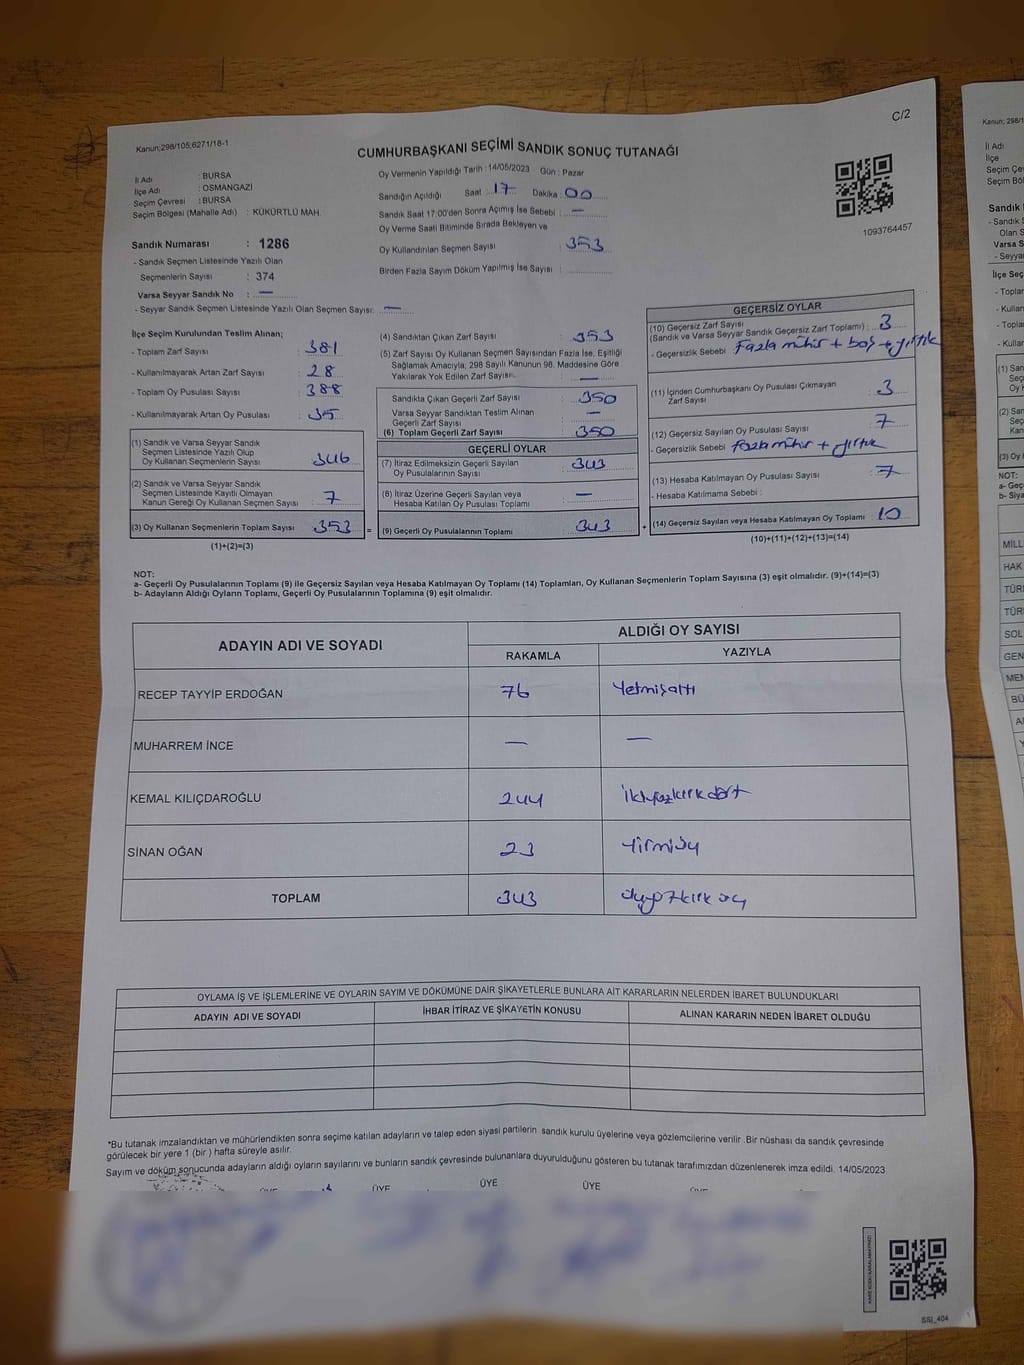 C/2
Kanun;298/105;6271/18-1
CUMHURBAŞKANI SEÇİMİ SANDIK SONUÇ TUTANAĞI
İl Adı : BURSA
İlçe Adı : OSMANGAZİ
Seçim Çevresi : BURSA
Seçim Bölgesi (Mahalle Adı) : KÜKÜRTLÜ MAH.
Oy Vermenin Yapıldığı Tarih : 14/05/2023 Gün : Pazar
Sandığın Açıldığı Saat : 17 Dakika : 00
Sandık Saat 17:00'den Sonra Açımış İse Sebebi : —
Oy Verme Saati Bitiminde Sırada Bekleyen ve
Oy Kullandırılan Seçmen Sayısı : 353
Birden Fazla Sayım Döküm Yapılmış İse Sayısı :
1093764457
Sandık Numarası : 1286
- Sandık Seçmen Listesinde Yazılı Olan
Seçmenlerin Sayısı : 374
Varsa Seyyar Sandık No : —
- Seyyar Sandık Seçmen Listesinde Yazılı Olan Seçmen Sayısı: —
İlçe Seçim Kurulundan Teslim Alınan;
- Toplam Zarf Sayısı : 381
- Kullanılmayarak Artan Zarf Sayısı : 28
- Toplam Oy Pusulası Sayısı : 388
- Kullanılmayarak Artan Oy Pusulası : 35
(1) Sandık ve Varsa Seyyar Sandık
Seçmen Listesinde Yazılı Olup
Oy Kullanan Seçmenlerin Sayısı : 346
(2) Sandık ve Varsa Seyyar Sandık
Seçmen Listesinde Kayıtlı Olmayan
Kanun Gereği Oy Kullanan Seçmen Sayısı : 7
(3) Oy Kullanan Seçmenlerin Toplam Sayısı : 353 =
(1)+(2)=(3)
(4) Sandıktan Çıkan Zarf Sayısı : 353
(5) Zarf Sayısı Oy Kullanan Seçmen Sayısından Fazla İse, Eşitliği
Sağlamak Amacıyla; 298 Sayılı Kanunun 98. Maddesine Göre
Yakılarak Yok Edilen Zarf Sayısı : —
Sandıkta Çıkan Geçerli Zarf Sayısı : 350
Varsa Seyyar Sandıktan Teslim Alınan
Geçerli Zarf Sayısı : —
(6) Toplam Geçerli Zarf Sayısı : 350
GEÇERLİ OYLAR
(7) İtiraz Edilmeksizin Geçerli Sayılan
Oy Pusulalarının Sayısı : 343
(8) İtiraz Üzerine Geçerli Sayılan veya
Hesaba Katılan Oy Pusulası Toplamı : —
(9) Geçerli Oy Pusulalarının Toplamı : 343 +
GEÇERSİZ OYLAR
(10) Geçersiz Zarf Sayısı
(Sandık ve Varsa Seyyar Sandık Geçersiz Zarf Toplamı) : 3
- Geçersizlik Sebebi : Fazla mühür + boş + yırtık
(11) İçinden Cumhurbaşkanı Oy Pusulası Çıkmayan
Zarf Sayısı : 3
(12) Geçersiz Sayılan Oy Pusulası Sayısı : 7
- Geçersizlik Sebebi : fazla mühür + yırtık
(13) Hesaba Katılmayan Oy Pusulası Sayısı : 7
- Hesaba Katılmama Sebebi :
(14) Geçersiz Sayılan veya Hesaba Katılmayan Oy Toplamı : 10
(10)+(11)+(12)+(13)=(14)
NOT:
a- Geçerli Oy Pusulalarının Toplamı (9) ile Geçersiz Sayılan veya Hesaba Katılmayan Oy Toplamı (14) Toplamları, Oy Kullanan Seçmenlerin Toplam Sayısına (3) eşit olmalıdır. (9)+(14)=(3)
b- Adayların Aldığı Oyların Toplamı, Geçerli Oy Pusulalarının Toplamına (9) eşit olmalıdır.
ADAYIN ADI VE SOYADI ALDIĞI OY SAYISI
RAKAMLA YAZIYLA
RECEP TAYYİP ERDOĞAN 76 Yetmişaltı
MUHARREM İNCE — —
KEMAL KILIÇDAROĞLU 244 İkiyüzkırkdört
SİNAN OĞAN 23 Yirmiüç
TOPLAM 343 üçyüzkırküç
OYLAMA İŞ VE İŞLEMLERİNE VE OYLARIN SAYIM VE DÖKÜMÜNE DAİR ŞİKAYETLERLE BUNLARA AİT KARARLARIN NELERDEN İBARET BULUNDUKLARI
ADAYIN ADI VE SOYADI İHBAR İTİRAZ VE ŞİKAYETİN KONUSU ALINAN KARARIN NEDEN İBARET OLDUĞU
*Bu tutanak imzalandıktan ve mühürlendikten sonra seçime katılan adayların ve talep eden siyasi partilerin sandık kurulu üyelerine veya gözlemcilerine verilir .Bir nüshası da sandık çevresinde
görülecek bir yere 1 (bir ) hafta süreyle asılır.
Sayım ve döküm sonucunda adayların aldığı oyların sayılarını ve bunların sandık çevresinde bulunanlara duyurulduğunu gösteren bu tutanak tarafımızdan düzenlenerek imza edildi. 14/05/2023
ÜYE ÜYE ÜYE ÜYE ÜYE
KARE KODU KARALAMAYINIZ!
SSI_404
Kanun; 298/1
İl Adı
İlçe
Seçim Çev
Seçim Böl